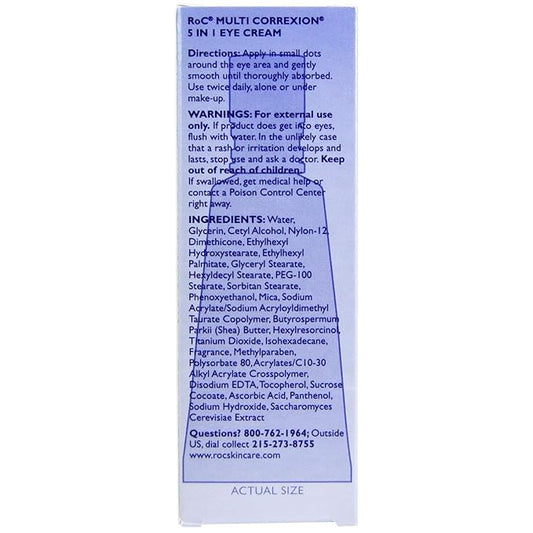 RoC® MULTI CORREXION®
5 IN 1 EYE CREAM
Directions: Apply in small dots
around the eye area and gently
smooth until thoroughly absorbed.
Use twice daily, alone or under
make-up.
WARNINGS: For external use
only. If product does get into eyes,
flush with water. In the unlikely case
that a rash or irritation develops and
lasts, stop use and ask a doctor. Keep
out of reach of children.
If swallowed, get medical help or
contact a Poison Control Center
right away.
INGREDIENTS: Water,
Glycerin, Cetyl Alcohol, Nylon-12,
Dimethicone, Ethylhexyl
Hydroxystearate, Ethylhexyl
Palmitate, Glyceryl Stearate,
Hexyldecyl Stearate, PEG-100
Stearate, Sorbitan Stearate,
Phenoxyethanol, Mica, Sodium
Acrylate/Sodium Acryloyldimethyl
Taurate Copolymer, Butyrospermum
Parkii (Shea) Butter, Hexylresorcinol,
Titanium Dioxide, Isohexadecane,
Fragrance, Methylparaben,
Polysorbate 80, Acrylates/C10-30
Alkyl Acrylate Crosspolymer,
Disodium EDTA, Tocopherol, Sucrose
Cocoate, Ascorbic Acid, Panthenol,
Sodium Hydroxide, Saccharomyces
Cerevisiae Extract
Questions? 800-762-1964; Outside
US, dial collect 215-273-8755
www.rocskincare.com
ACTUAL SIZE